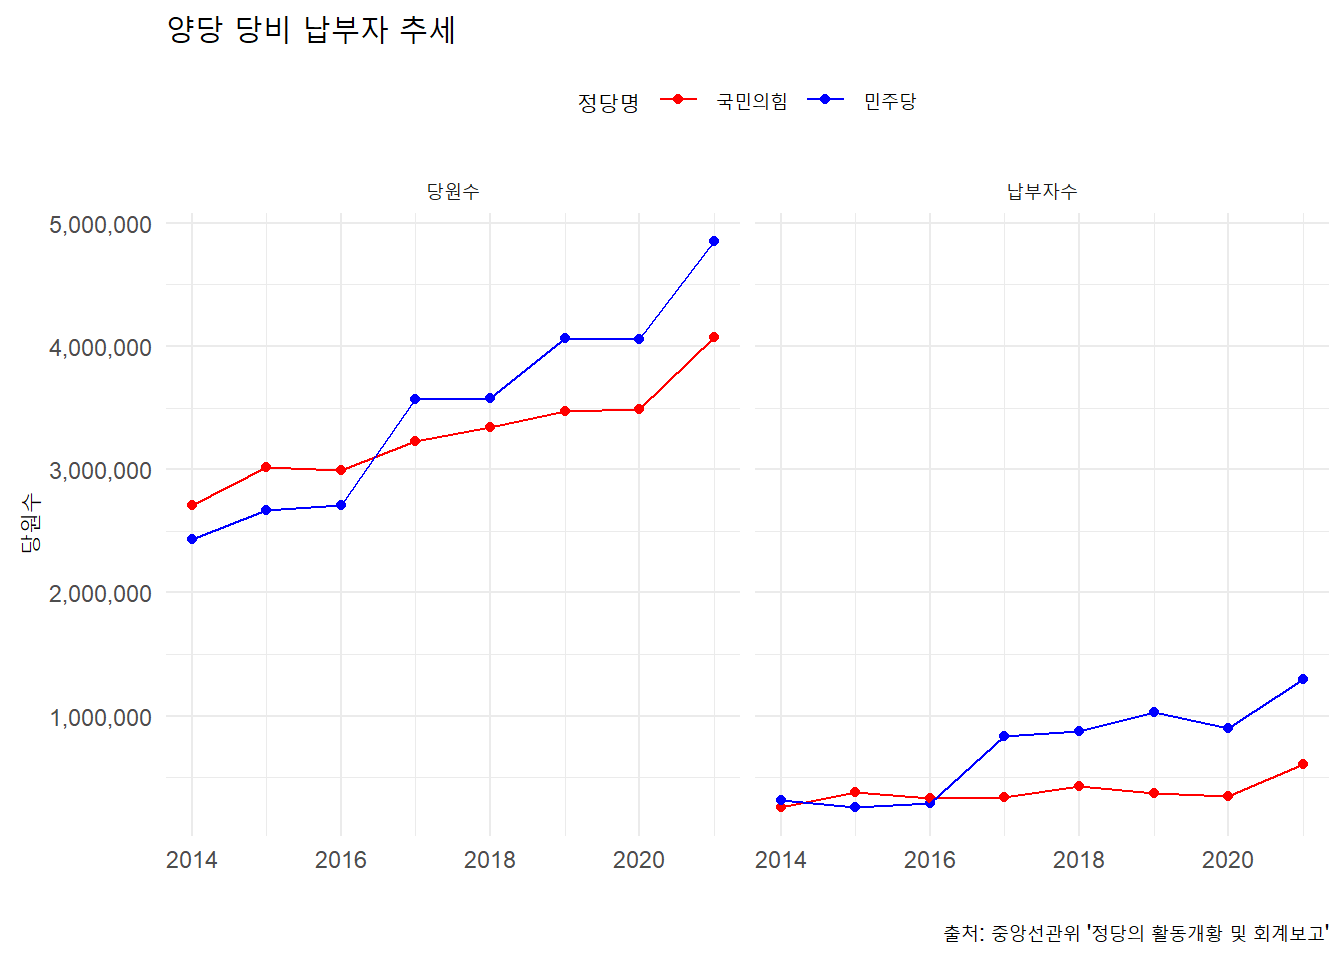 양당 당비 납부자 추세
정당명 국민의힘 민주당
당원수 납부자수
5,000,000
4,000,000
3,000,000
2,000,000
1,000,000
당원수
2014 2016 2018 2020 2014 2016 2018 2020
출처: 중앙선관위 '정당의 활동개황 및 회계보고'